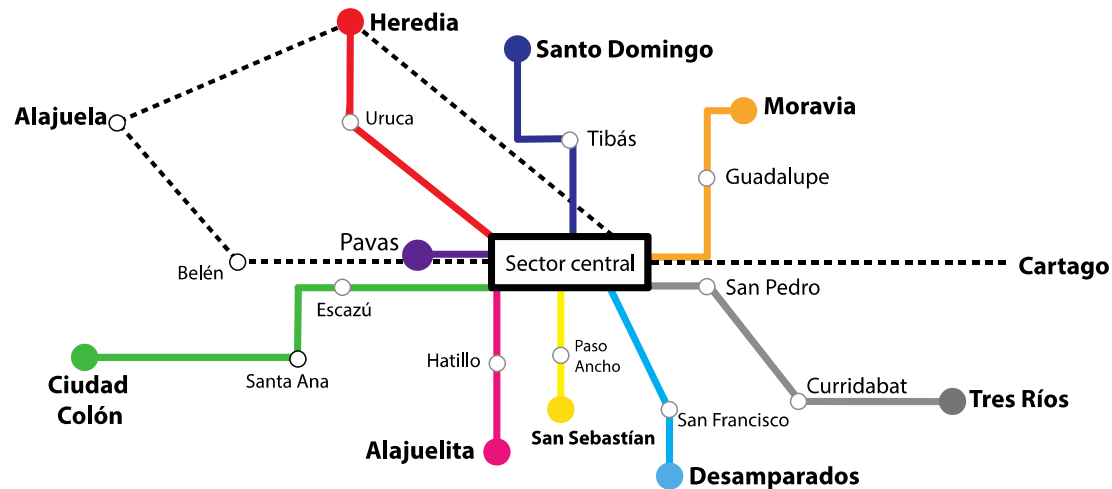 Heredia
Santo Domingo
Alajuela
Moravia
Uruca
Tibás
Guadalupe
Pavas
Belén
Sector central
Cartago
San Pedro
Escazú
Ciudad
Colón
Santa Ana
Hatillo
Paso
Ancho
Curridabat
Tres Ríos
San Francisco
Alajuelita
San Sebastían
Desamparados